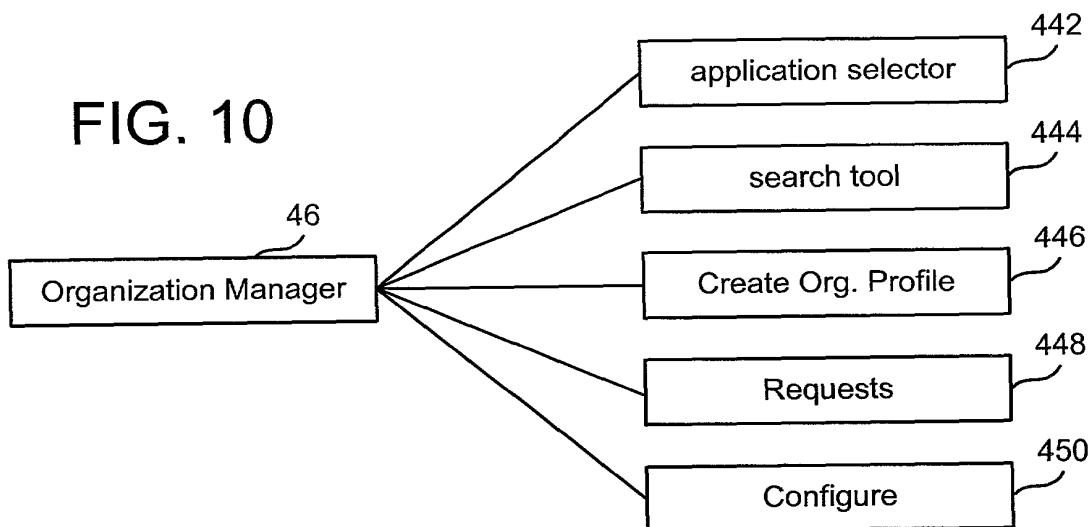 FIG. 10
442
application selector
444
search tool
46
Organization Manager
446
Create Org. Profile
448
Requests
450
Configure